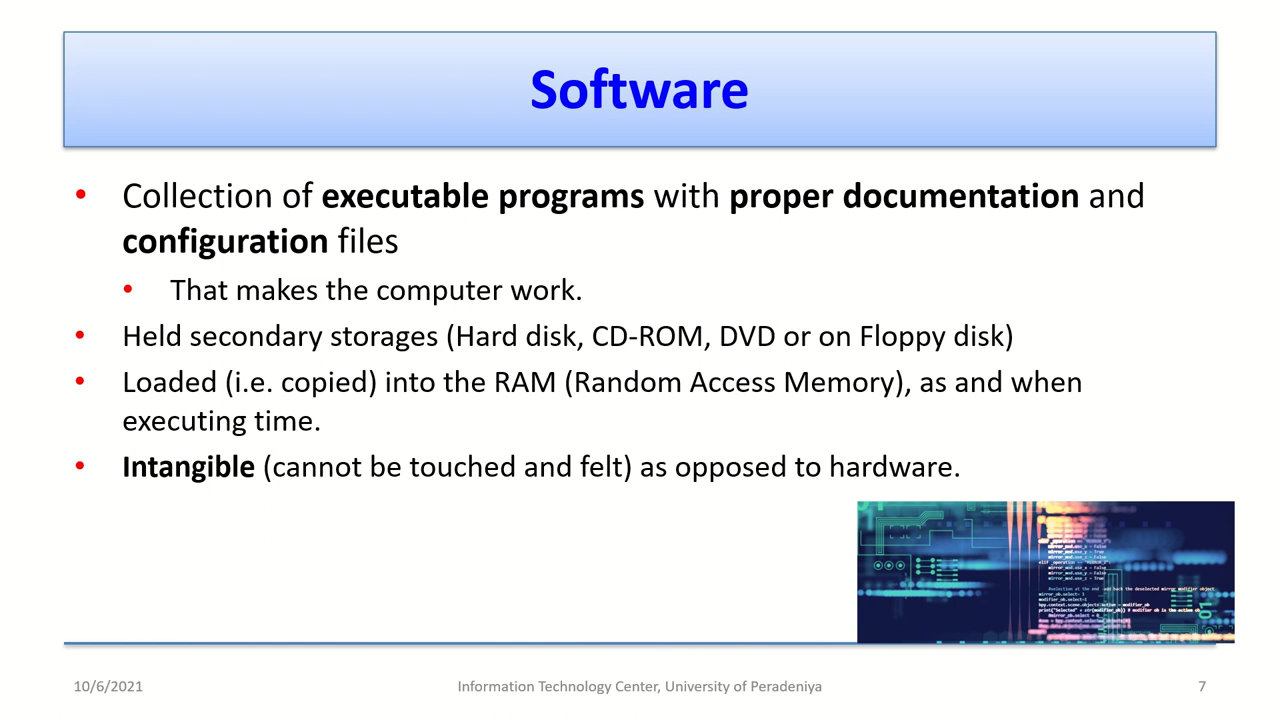 Software
• Collection of executable programs with proper documentation and
configuration files
• That makes the computer work.
• Held secondary storages (Hard disk, CD-ROM, DVD or on Floppy disk)
• Loaded (i.e. copied) into the RAM (Random Access Memory), as and when
executing time.
• Intangible (cannot be touched and felt) as opposed to hardware.
10/6/2021
Information Technology Center, University of Peradeniya
7